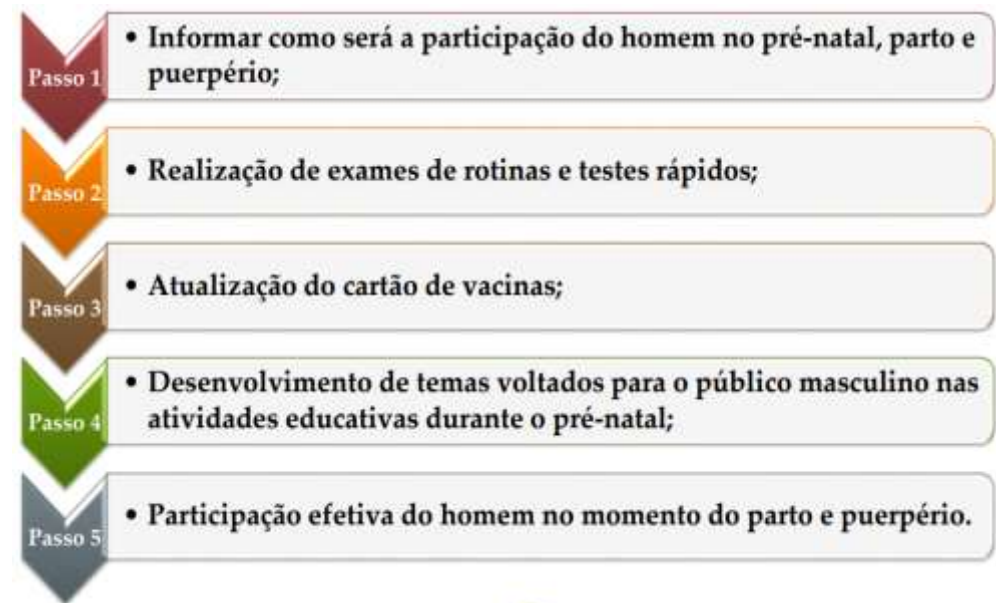 Passo 1
• Informar como será a participação do homem no pré-natal, parto e
puerpério;
Passo 2
• Realização de exames de rotinas e testes rápidos;
Passo 3
• Atualização do cartão de vacinas;
Passo 4
• Desenvolvimento de temas voltados para o público masculino nas
atividades educativas durante o pré-natal;
Passo 5
• Participação efetiva do homem no momento do parto e puerpério.